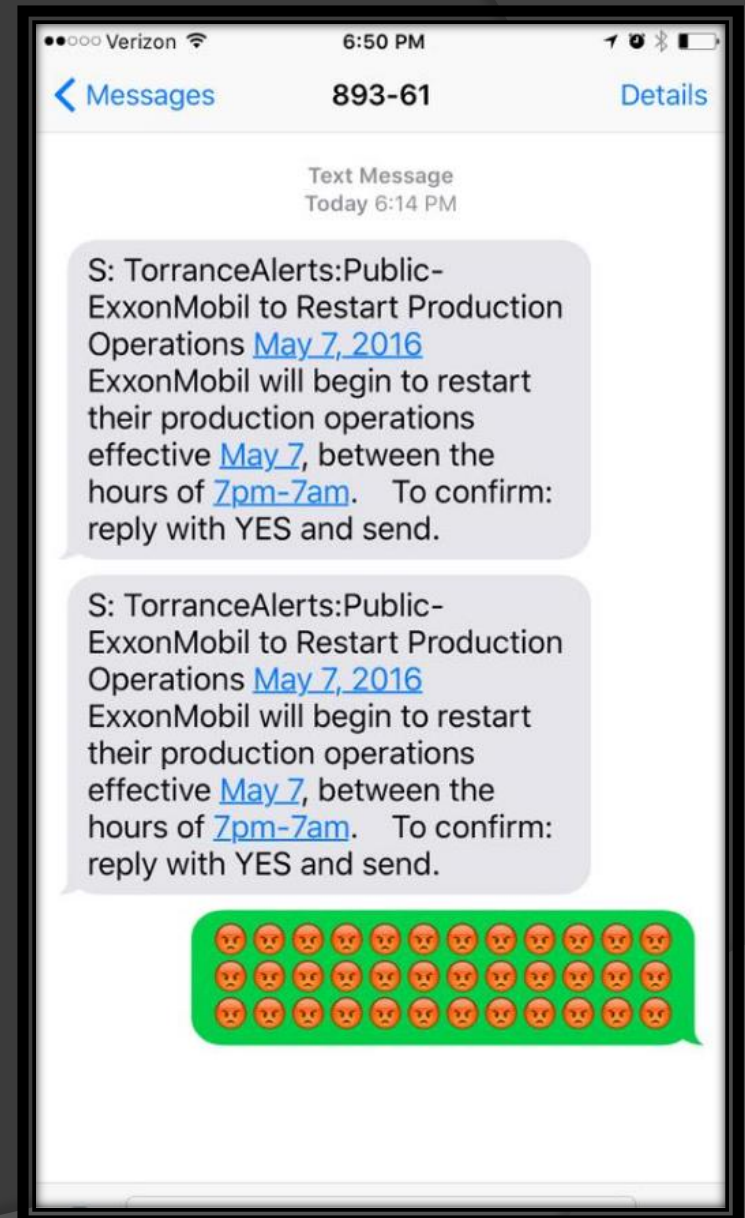 Verizon 6:50 PM
Messages 893-61 Details
Text Message
Today 6:14 PM
S: TorranceAlerts:Public-
ExxonMobil to Restart Production
Operations May 7, 2016
ExxonMobil will begin to restart
their production operations
effective May 7, between the
hours of 7pm-7am.    To confirm:
reply with YES and send.
S: TorranceAlerts:Public-
ExxonMobil to Restart Production
Operations May 7, 2016
ExxonMobil will begin to restart
their production operations
effective May 7, between the
hours of 7pm-7am.    To confirm:
reply with YES and send.
😡😡😡😡😡😡😡😡😡😡😡😡
😡😡😡😡😡😡😡😡😡😡😡😡
😡😡😡😡😡😡😡😡😡😡😡😡